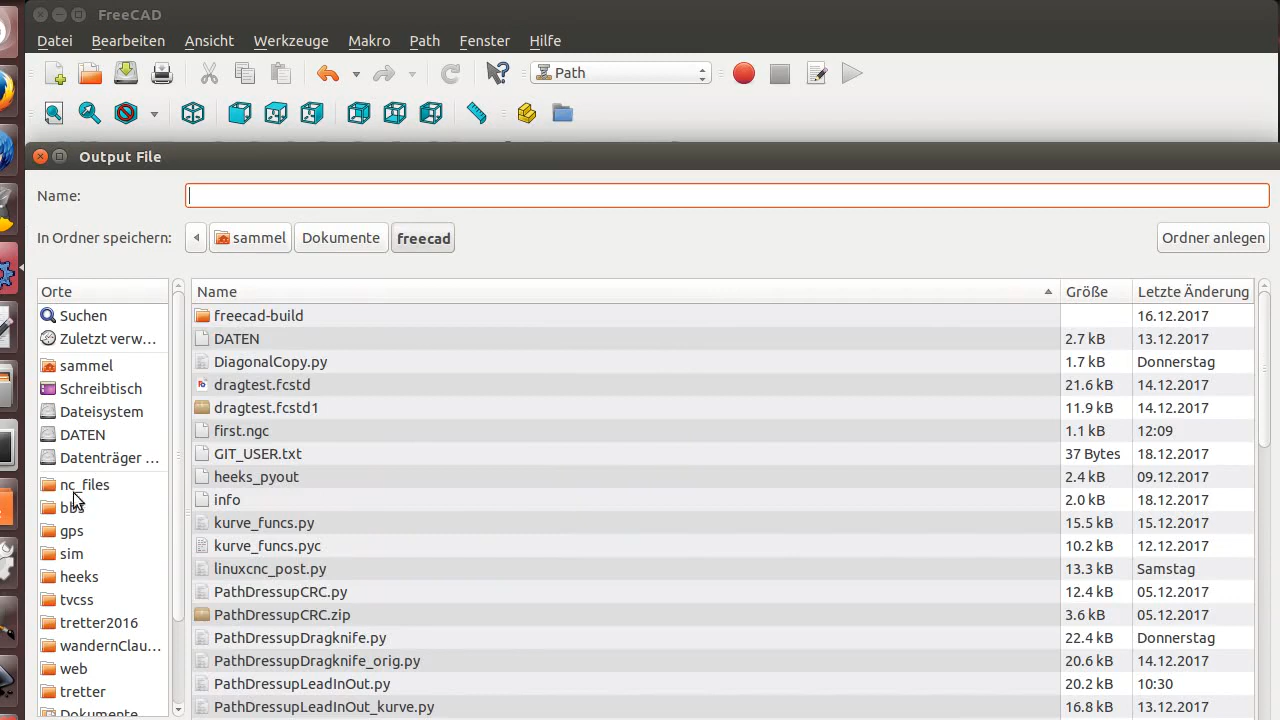 FreeCAD
Datei Bearbeiten Ansicht Werkzeuge Makro Path Fenster Hilfe
Path
Output File
Name:
In Ordner speichern: sammel Dokumente freecad Ordner anlegen
Orte
Suchen
Zuletzt verw...
sammel
Schreibtisch
Dateisystem
DATEN
Datenträger ...
nc_files
bbs
gps
sim
heeks
tvcss
tretter2016
wandernClau...
web
tretter
Dokumente
Name Größe Letzte Änderung
freecad-build 16.12.2017
DATEN 2.7 kB 13.12.2017
DiagonalCopy.py 1.7 kB Donnerstag
dragtest.fcstd 21.6 kB 14.12.2017
dragtest.fcstd1 11.9 kB 14.12.2017
first.ngc 1.1 kB 12:09
GIT_USER.txt 37 Bytes 18.12.2017
heeks_pyout 2.4 kB 09.12.2017
info 2.0 kB 18.12.2017
kurve_funcs.py 15.5 kB 15.12.2017
kurve_funcs.pyc 10.2 kB 12.12.2017
linuxcnc_post.py 13.3 kB Samstag
PathDressupCRC.py 12.4 kB 05.12.2017
PathDressupCRC.zip 3.6 kB 05.12.2017
PathDressupDragknife.py 22.4 kB Donnerstag
PathDressupDragknife_orig.py 20.6 kB 14.12.2017
PathDressupLeadInOut.py 20.2 kB 10:30
PathDressupLeadInOut_kurve.py 16.8 kB 13.12.2017